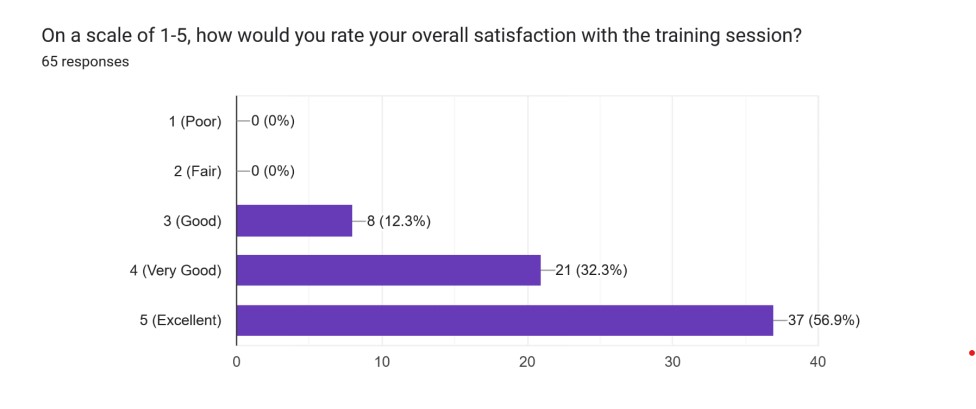 On a scale of 1-5, how would you rate your overall satisfaction with the training session?
65 responses
1 (Poor) 0 (0%)
2 (Fair) 0 (0%)
3 (Good) 8 (12.3%)
4 (Very Good) 21 (32.3%)
5 (Excellent) 37 (56.9%)
0 10 20 30 40